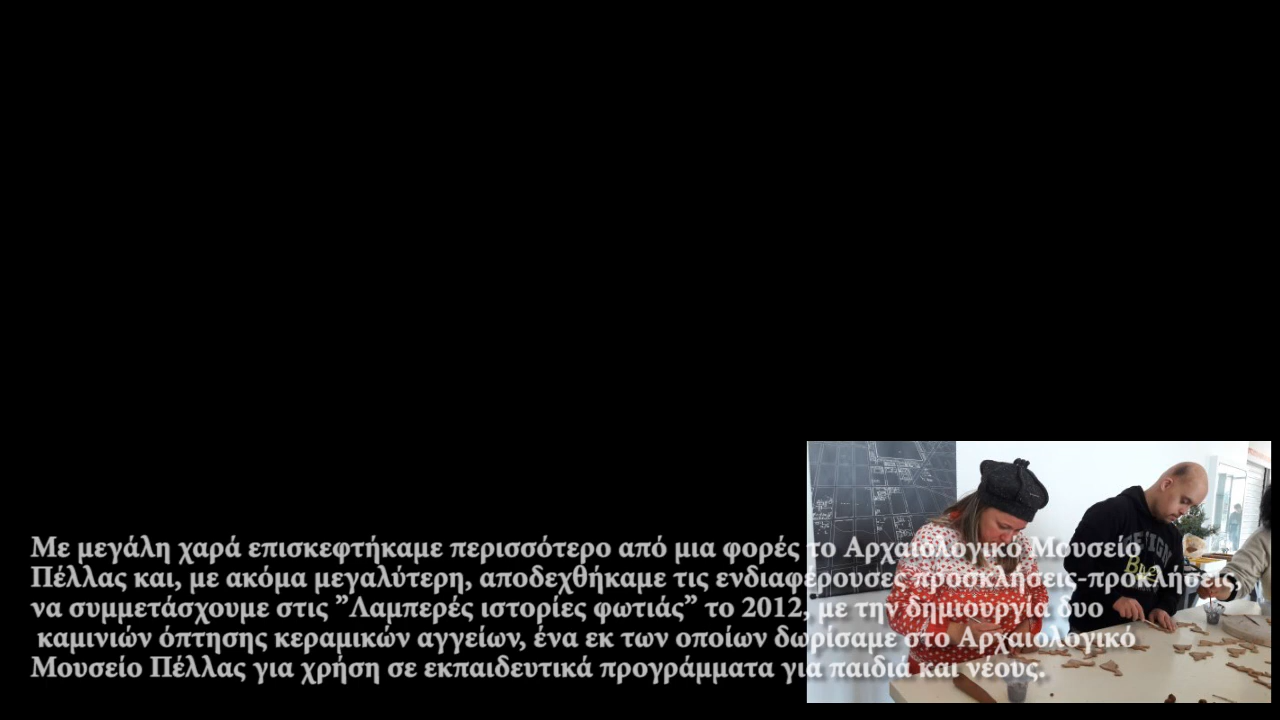 Με μεγάλη χαρά επισκεφτήκαμε περισσότερο από μια φορές το Αρχαιολογικό Μουσείο
Πέλλας και, με ακόμα μεγαλύτερη, αποδεχθήκαμε τις ενδιαφέρουσες προσκλήσεις-προκλήσεις,
να συμμετάσχουμε στις ”Λαμπερές ιστορίες φωτιάς” το 2012, με την δημιουργία δυο
καμινιών όπτησης κεραμικών αγγείων, ένα εκ των οποίων δωρίσαμε στο Αρχαιολογικό
Μουσείο Πέλλας για χρήση σε εκπαιδευτικά προγράμματα για παιδιά και νέους.